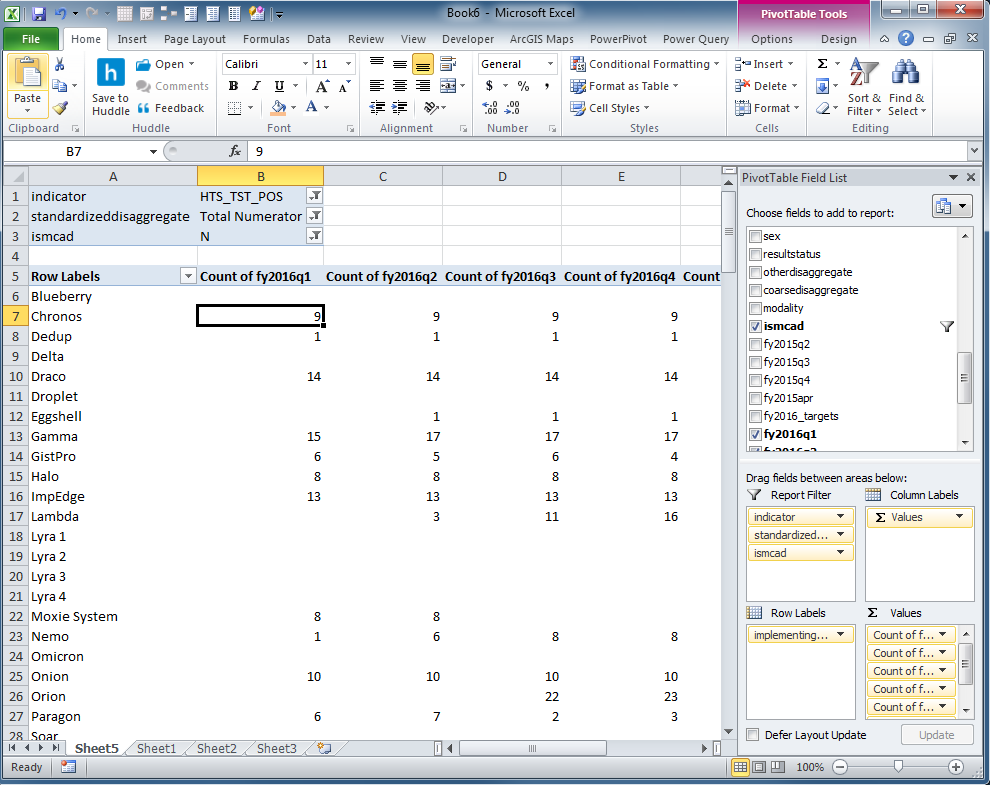 Book6 - Microsoft Excel
PivotTable Tools
File Home Insert Page Layout Formulas Data Review View Developer ArcGIS Maps PowerPivot Power Query Options Design
Paste
Clipboard
Save to Huddle
Open
Comments
Feedback
Huddle
Calibri 11
B I U A A
A
Font
Alignment
General
$ % ,
Number
Conditional Formatting
Format as Table
Cell Styles
Styles
Insert
Delete
Format
Cells
Σ
Sort & Filter
Find & Select
Editing
B7 fx 9
A B C D E
1 indicator HTS_TST_POS
2 standardizeddisaggregate Total Numerator
3 ismcad N
4
5 Row Labels Count of fy2016q1 Count of fy2016q2 Count of fy2016q3 Count of fy2016q4 Count
6 Blueberry
7 Chronos 9 9 9 9
8 Dedup 1 1 1 1
9 Delta
10 Draco 14 14 14 14
11 Droplet
12 Eggshell 1 1 1
13 Gamma 15 17 17 17
14 GistPro 6 5 6 4
15 Halo 8 8 8 8
16 ImpEdge 13 13 13 13
17 Lambda 3 11 16
18 Lyra 1
19 Lyra 2
20 Lyra 3
21 Lyra 4
22 Moxie System 8 8
23 Nemo 1 6 8 8
24 Omicron
25 Onion 10 10 10 10
26 Orion 22 23
27 Paragon 6 7 2 3
28 Soar
Sheet5 Sheet1 Sheet2 Sheet3
PivotTable Field List
Choose fields to add to report:
sex
resultstatus
otherdisaggregate
coarsedisaggregate
modality
ismcad
fy2015q2
fy2015q3
fy2015q4
fy2015apr
fy2016_targets
fy2016q1
fy2016q2
Drag fields between areas below:
Report Filter
indicator
standardized...
ismcad
Column Labels
Σ Values
Row Labels
implementing...
Σ Values
Count of f...
Count of f...
Count of f...
Count of f...
Count of f...
Defer Layout Update Update
Ready 100%